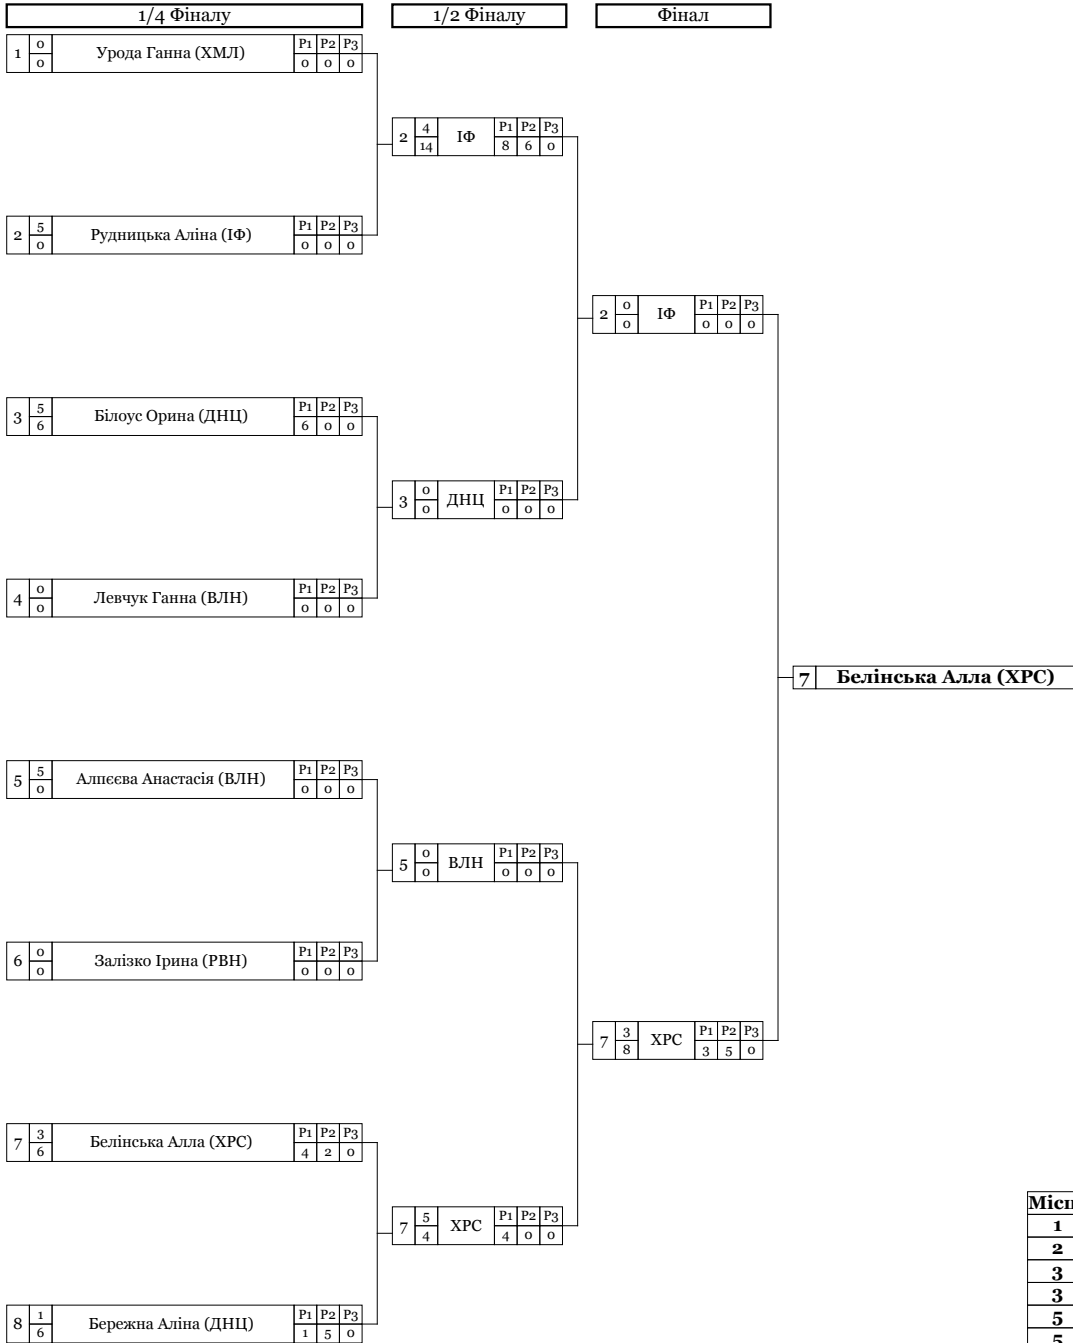 1/4 Фіналу 1/2 Фіналу Фінал
1 0 0 Урода Ганна (ХМЛ) P1 P2 P3 0 0 0
2 4 14 ІФ P1 P2 P3 8 6 0
2 5 0 Рудницька Аліна (ІФ) P1 P2 P3 0 0 0
2 0 0 ІФ P1 P2 P3 0 0 0
3 5 6 Білоус Орина (ДНЦ) P1 P2 P3 6 0 0
3 0 0 ДНЦ P1 P2 P3 0 0 0
4 0 0 Левчук Ганна (ВЛН) P1 P2 P3 0 0 0
7 Белінська Алла (ХРС)
5 5 0 Алпєєва Анастасія (ВЛН) P1 P2 P3 0 0 0
5 0 0 ВЛН P1 P2 P3 0 0 0
6 0 0 Залізко Ірина (РВН) P1 P2 P3 0 0 0
7 3 8 ХРС P1 P2 P3 3 5 0
7 3 6 Белінська Алла (ХРС) P1 P2 P3 4 2 0
7 5 4 ХРС P1 P2 P3 4 0 0
8 1 6 Бережна Аліна (ДНЦ) P1 P2 P3 1 5 0
Місц
1
2
3
3
5
5